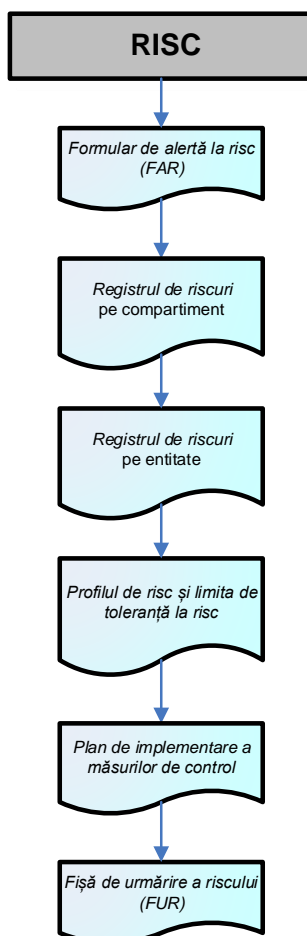 RISC
Formular de alertă la risc
(FAR)
Registrul de riscuri
pe compartiment
Registrul de riscuri
pe entitate
Profilul de risc și limita de
toleranță la risc
Plan de implementare a
măsurilor de control
Fișă de urmărire a riscului
(FUR)